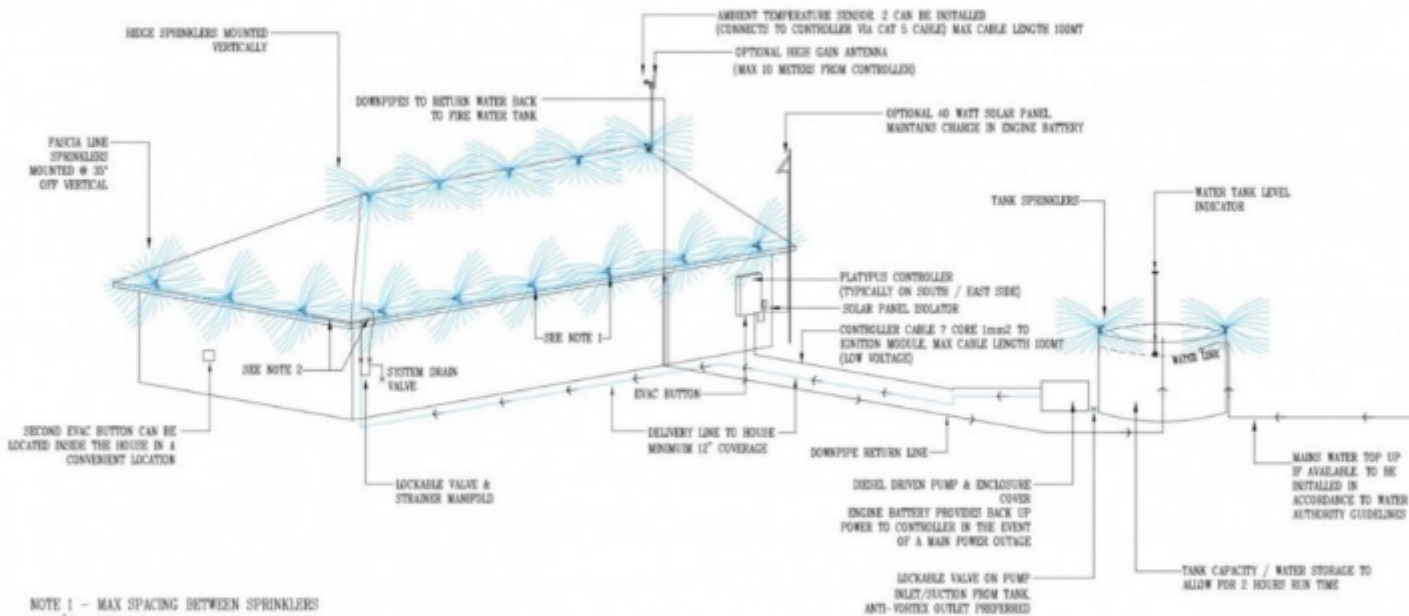 RIDGE SPRINKLERS MOUNTED
VERTICALLY
AMBIENT TEMPERATURE SENSOR. 2 CAN BE INSTALLED
(CONNECTS TO CONTROLLER VIA CAT 5 CABLE) MAX CABLE LENGTH 100MT
OPTIONAL HIGH GAIN ANTENNA
(MAX 10 METERS FROM CONTROLLER)
DOWNPIPES TO RETURN WATER BACK
TO FIRE WATER TANK
OPTIONAL 40 WATT SOLAR PANEL
MAINTAINS CHARGE IN ENGINE BATTERY
FASCIA LINE
SPRINKLERS
MOUNTED @ 35°
OFF VERTICAL
TANK SPRINKLERS
WATER TANK LEVEL
INDICATOR
PLATYPUS CONTROLLER
(TYPICALLY ON SOUTH / EAST SIDE)
SOLAR PANEL ISOLATOR
CONTROLLER CABLE 7 CORE 1mm2 TO
IGNITION MODULE, MAX CABLE LENGTH 100MT
(LOW VOLTAGE)
WATER LINE
SEE NOTE 1
SEE NOTE 2
SYSTEM DRAIN
VALVE
EVAC BUTTON
SECOND EVAC BUTTON CAN BE
LOCATED INSIDE THE HOUSE IN A
CONVENIENT LOCATION
DELIVERY LINE TO HOUSE
MINIMUM 12" COVERAGE
DOWNPIPE RETURN LINE
LOCKABLE VALVE &
STRAINER MANIFOLD
DIESEL DRIVEN PUMP & ENCLOSURE
COVER
ENGINE BATTERY PROVIDES BACK UP
POWER TO CONTROLLER IN THE EVENT
OF A MAIN POWER OUTAGE
MAINS WATER TOP UP
IF AVAILABLE. TO BE
INSTALLED IN
ACCORDANCE TO WATER
AUTHORITY GUIDELINES
TANK CAPACITY / WATER STORAGE TO
ALLOW FOR 2 HOURS RUN TIME
LOCKABLE VALVE ON PUMP
INLET/SUCTION FROM TANK,
ANTI-VORTEX OUTLET PREFERRED
NOTE 1 - MAX SPACING BETWEEN SPRINKLERS